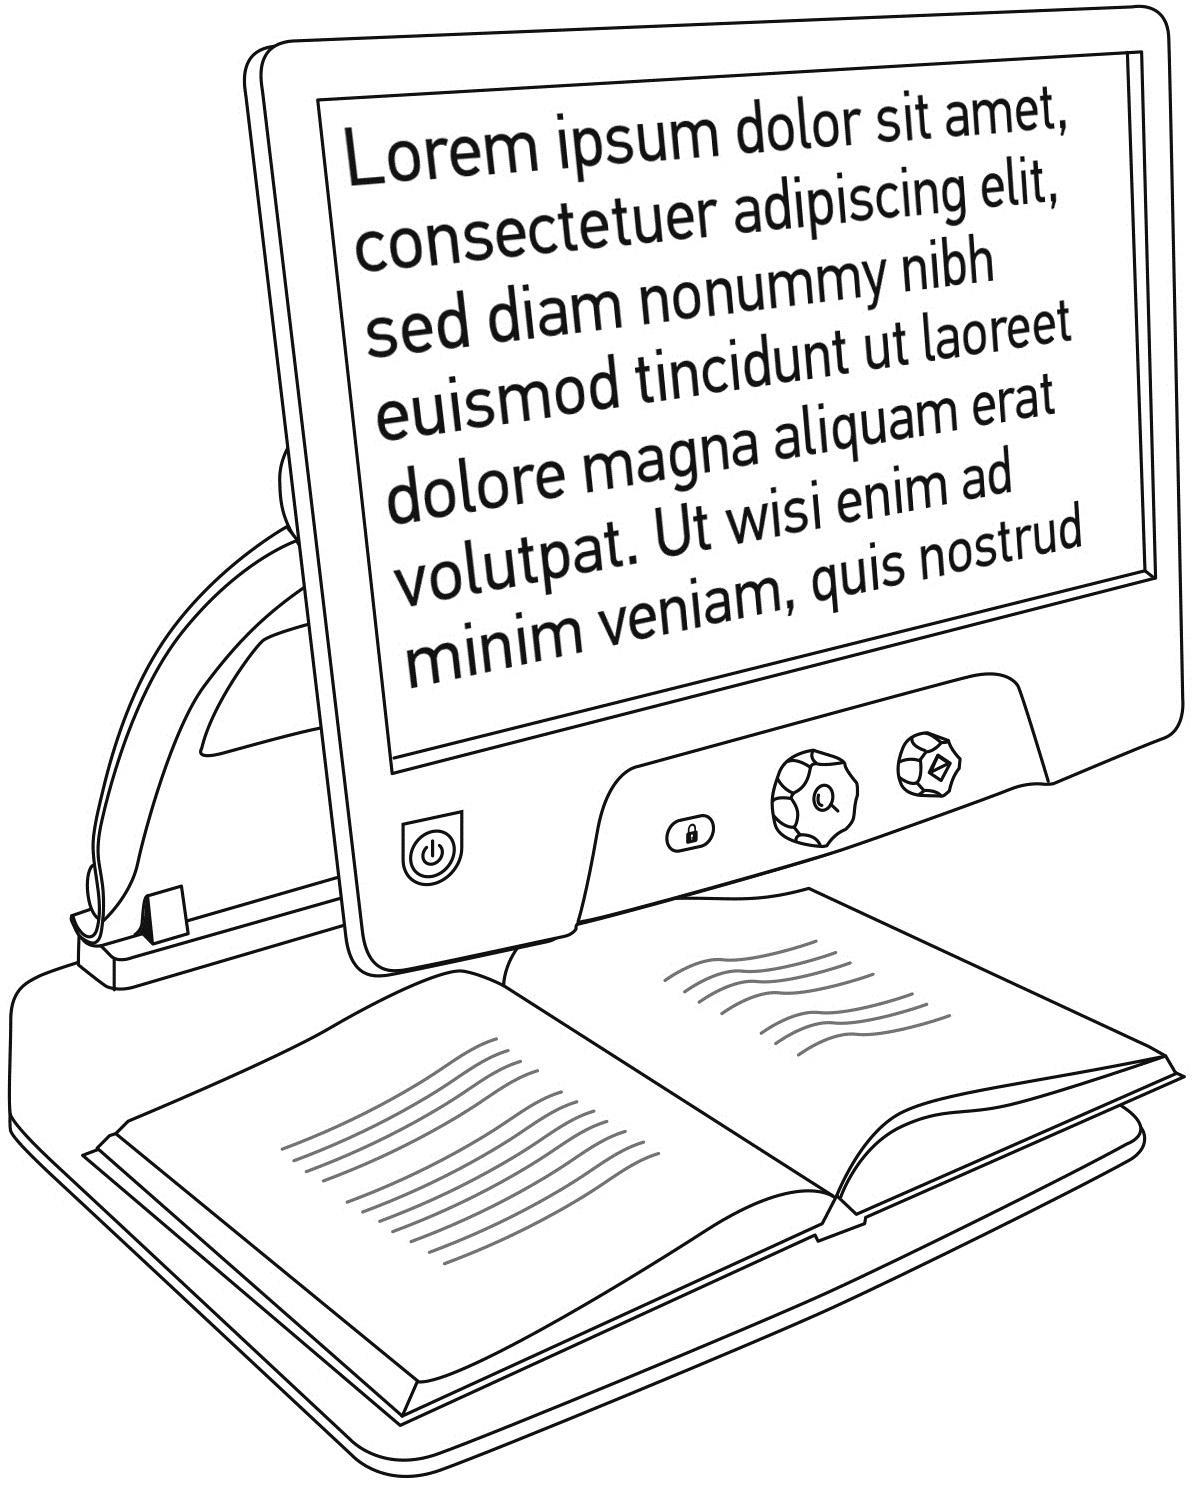 Lorem ipsum dolor sit amet,
consectetuer adipiscing elit,
sed diam nonummy nibh
euismod tincidunt ut laoreet
dolore magna aliquam erat
volutpat. Ut wisi enim ad
minim veniam, quis nostrud